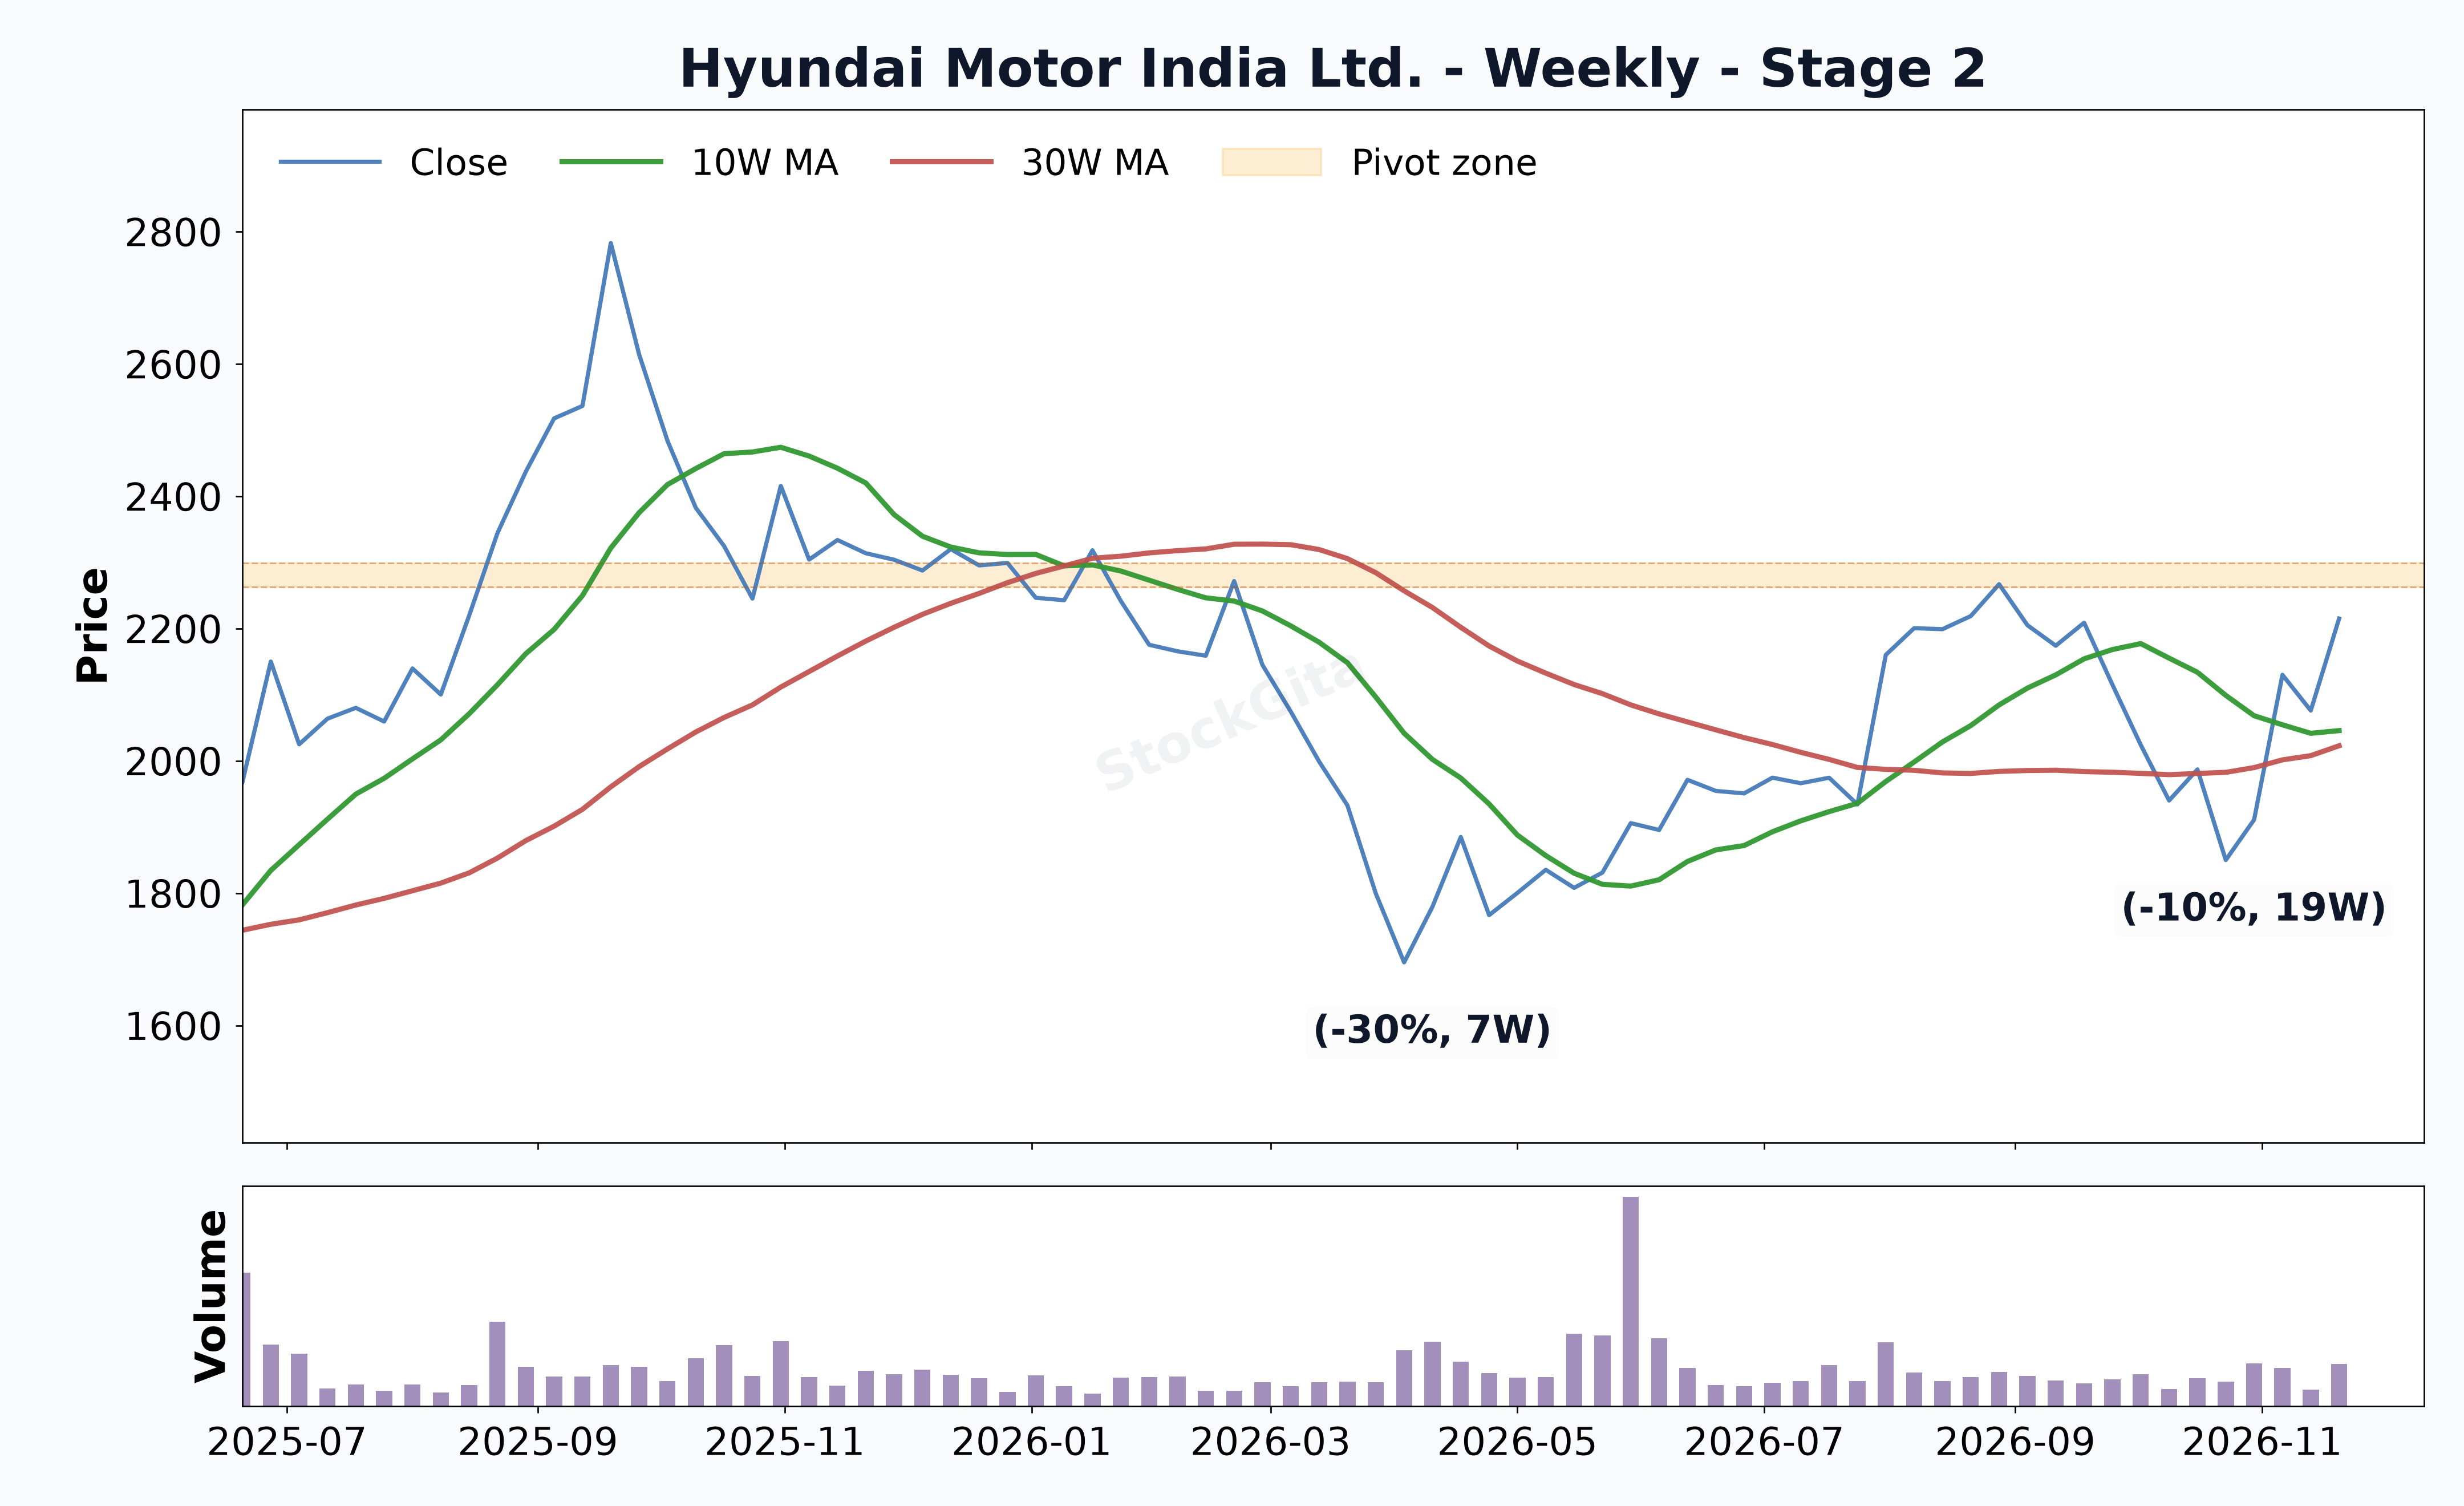 Hyundai Motor India Ltd. - Weekly - Stage 2
Close 10W MA 30W MA Pivot zone
2800
2600
2400
2200
2000
1800
1600
Price
StockGita
(-10%, 19W)
(-30%, 7W)
Volume
2025-07 2025-09 2025-11 2026-01 2026-03 2026-05 2026-07 2026-09 2026-11